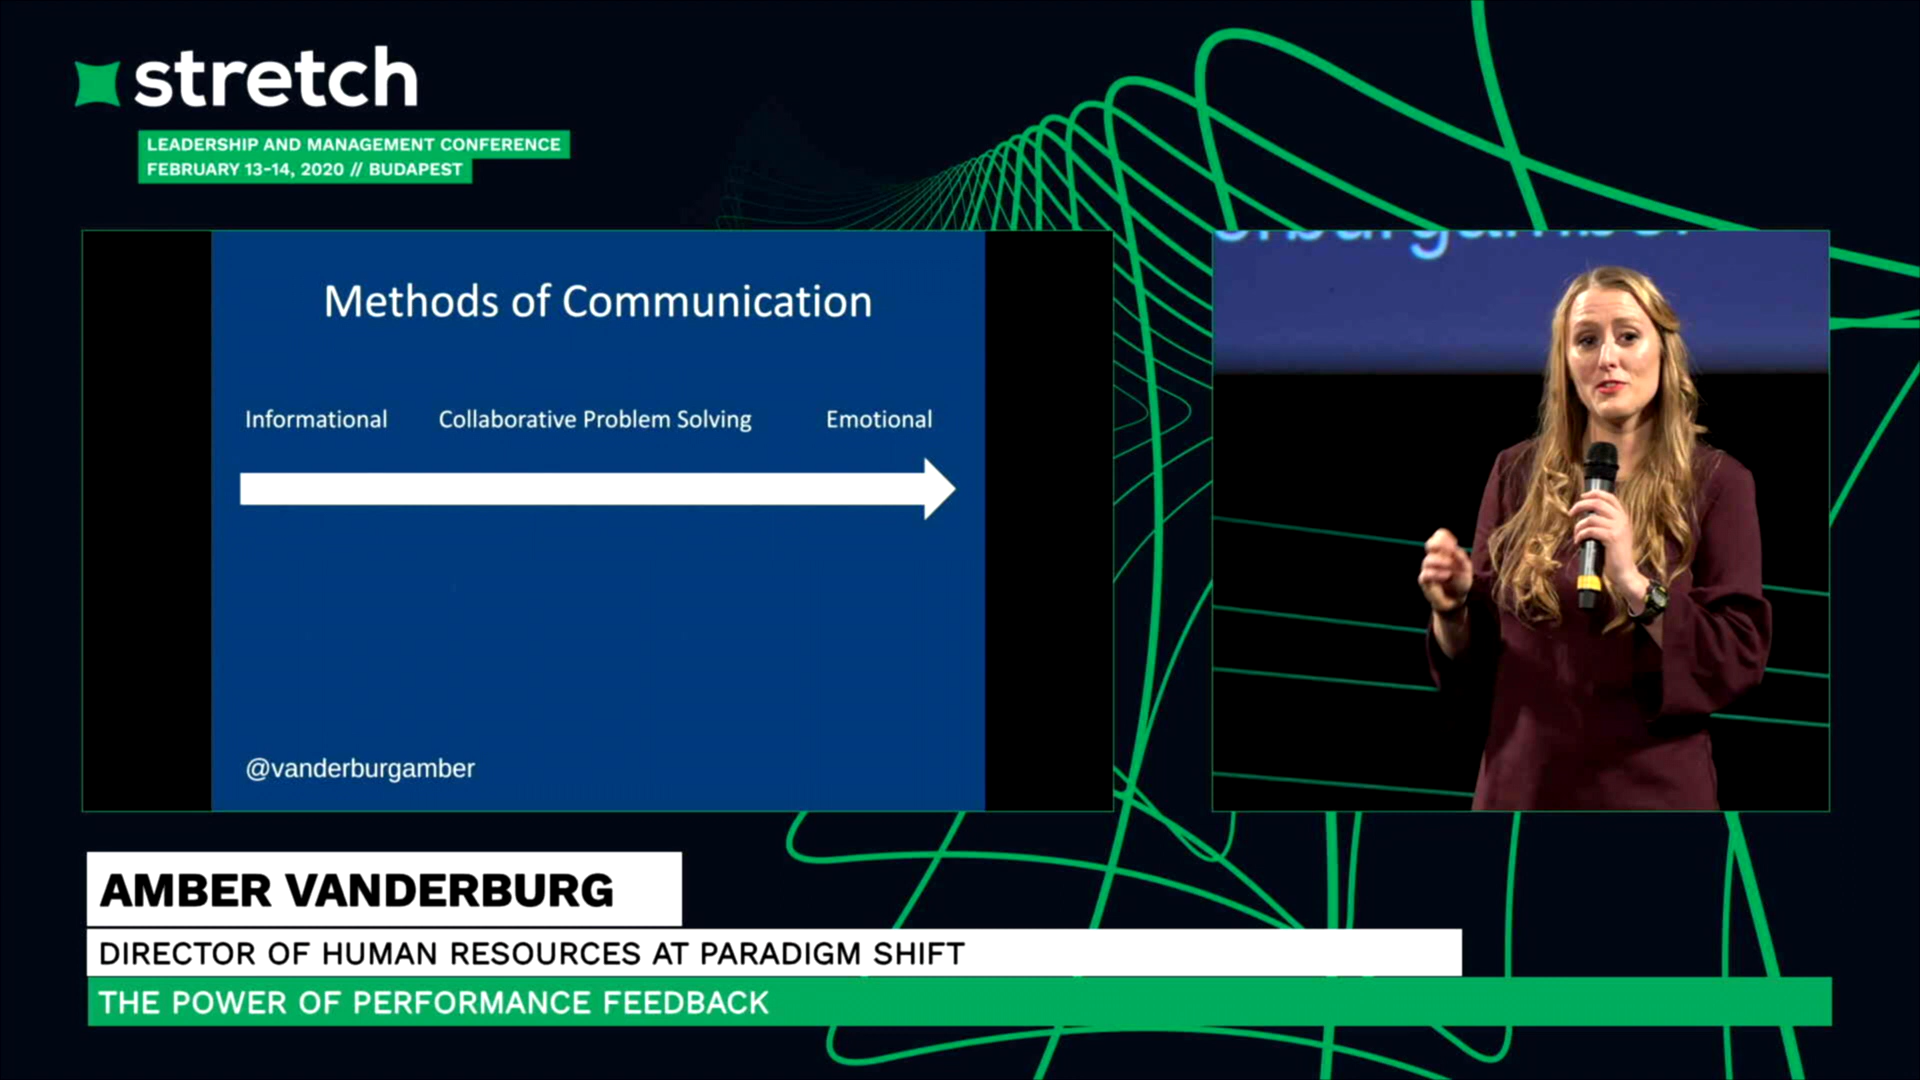 stretch
LEADERSHIP AND MANAGEMENT CONFERENCE
FEBRUARY 13-14, 2020 // BUDAPEST
Methods of Communication
Informational Collaborative Problem Solving Emotional
@vanderburgamber
AMBER VANDERBURG
DIRECTOR OF HUMAN RESOURCES AT PARADIGM SHIFT
THE POWER OF PERFORMANCE FEEDBACK